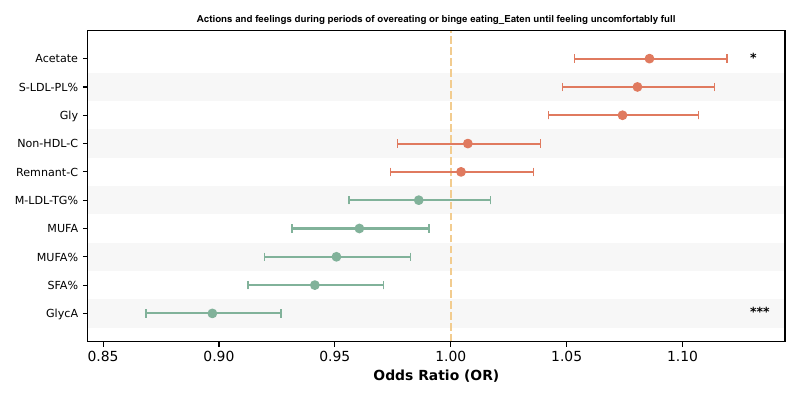 Actions and feelings during periods of overeating or binge eating_Eaten until feeling uncomfortably full
Acetate *
S-LDL-PL%
Gly
Non-HDL-C
Remnant-C
M-LDL-TG%
MUFA
MUFA%
SFA%
GlycA ***
0.85 0.90 0.95 1.00 1.05 1.10
Odds Ratio (OR)